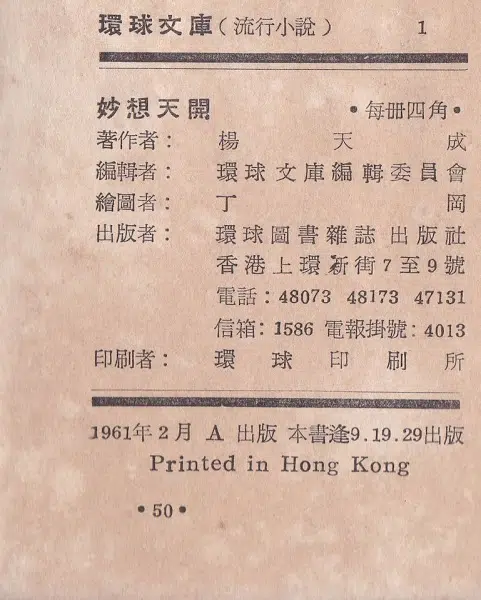 環球文庫（流行小說） 1
妙想天開 •每冊四角•
著作者： 楊天成
編輯者： 環球文庫編輯委員會
繪圖者： 丁岡
出版者： 環球圖書雜誌出版社
香港上環新街7至9號
電話：48073 48173 47131
信箱：1586 電報掛號：4013
印刷者： 環球印刷所
1961年2月 A 出版 本書逢9.19.29出版
Printed in Hong Kong
•50•